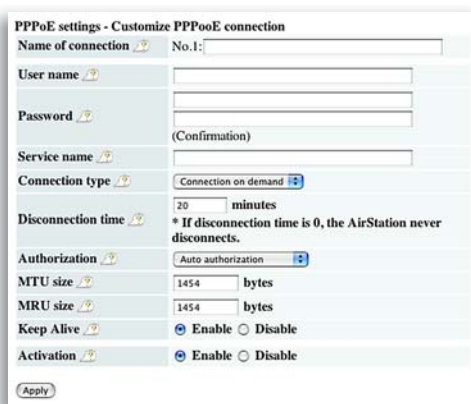 PPPoE settings - Customize PPPooE connection
Name of connection No.1:
User name
Password
(Confirmation)
Service name
Connection type Connection on demand
Disconnection time 20 minutes
* If disconnection time is 0, the AirStation never
disconnects.
Authorization Auto authorization
MTU size 1454 bytes
MRU size 1454 bytes
Keep Alive Enable Disable
Activation Enable Disable
Apply